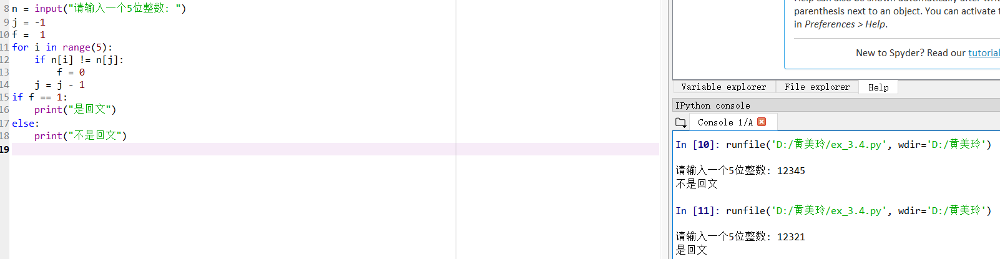 8 n = input("请输入一个5位整数: ")
9 j = -1
10 f =  1
11 for i in range(5):
12     if n[i] != n[j]:
13         f = 0
14     j = j - 1
15 if f == 1:
16     print("是回文")
17 else:
18     print("不是回文")
19
parenthesis next to an object. You can activate
in Preferences > Help.
New to Spyder? Read our tutorial
Variable explorer File explorer Help
IPython console
Console 1/A
In [10]: runfile('D:/黄美玲/ex_3.4.py', wdir='D:/黄美玲')
请输入一个5位整数: 12345
不是回文
In [11]: runfile('D:/黄美玲/ex_3.4.py', wdir='D:/黄美玲')
请输入一个5位整数: 12321
是回文